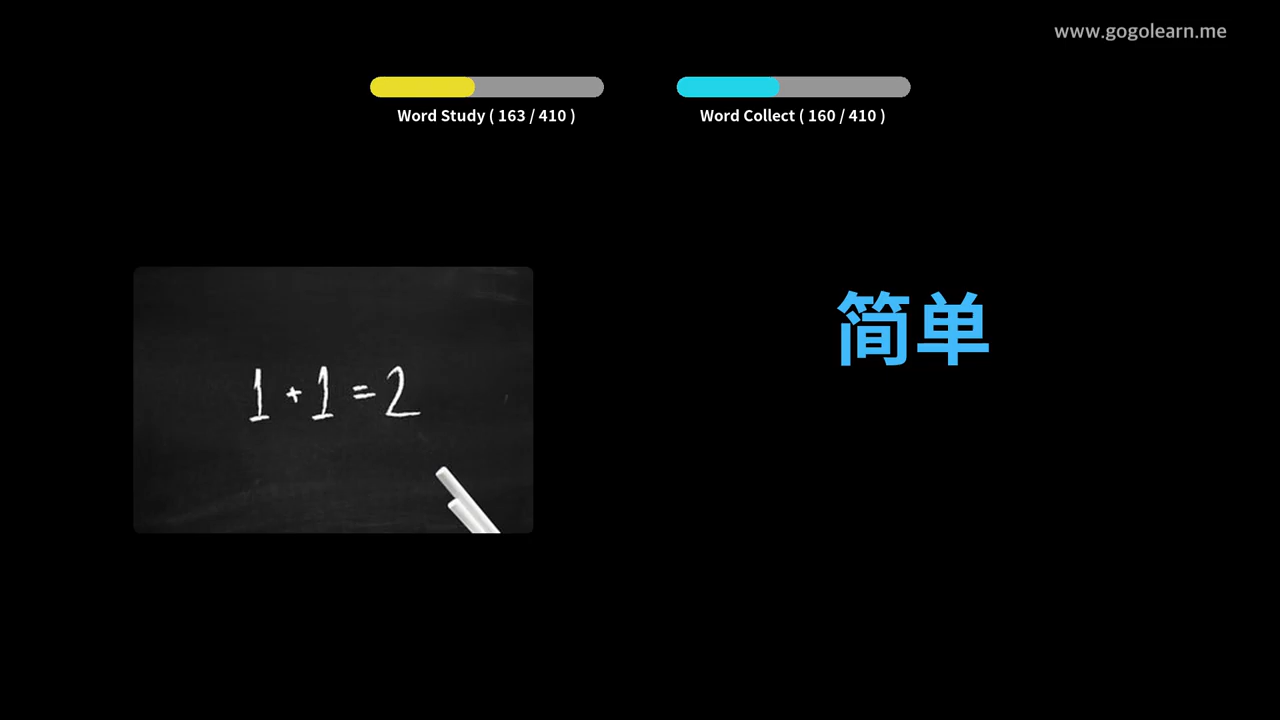 www.gogolearn.me
Word Study ( 163 / 410 )
Word Collect ( 160 / 410 )
简单
1 + 1 = 2